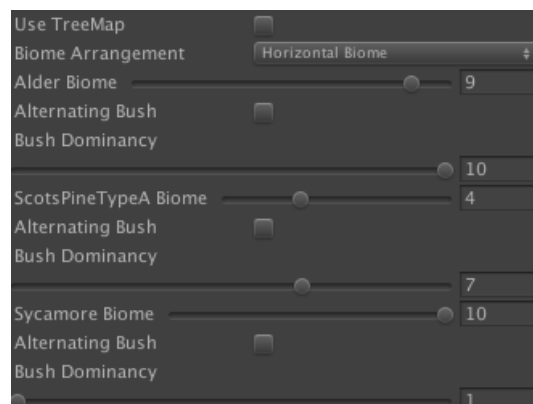 Use TreeMap
Biome Arrangement Horizontal Biome
Alder Biome 9
Alternating Bush
Bush Dominancy
10
ScotsPineTypeA Biome 4
Alternating Bush
Bush Dominancy
7
Sycamore Biome 10
Alternating Bush
Bush Dominancy
1